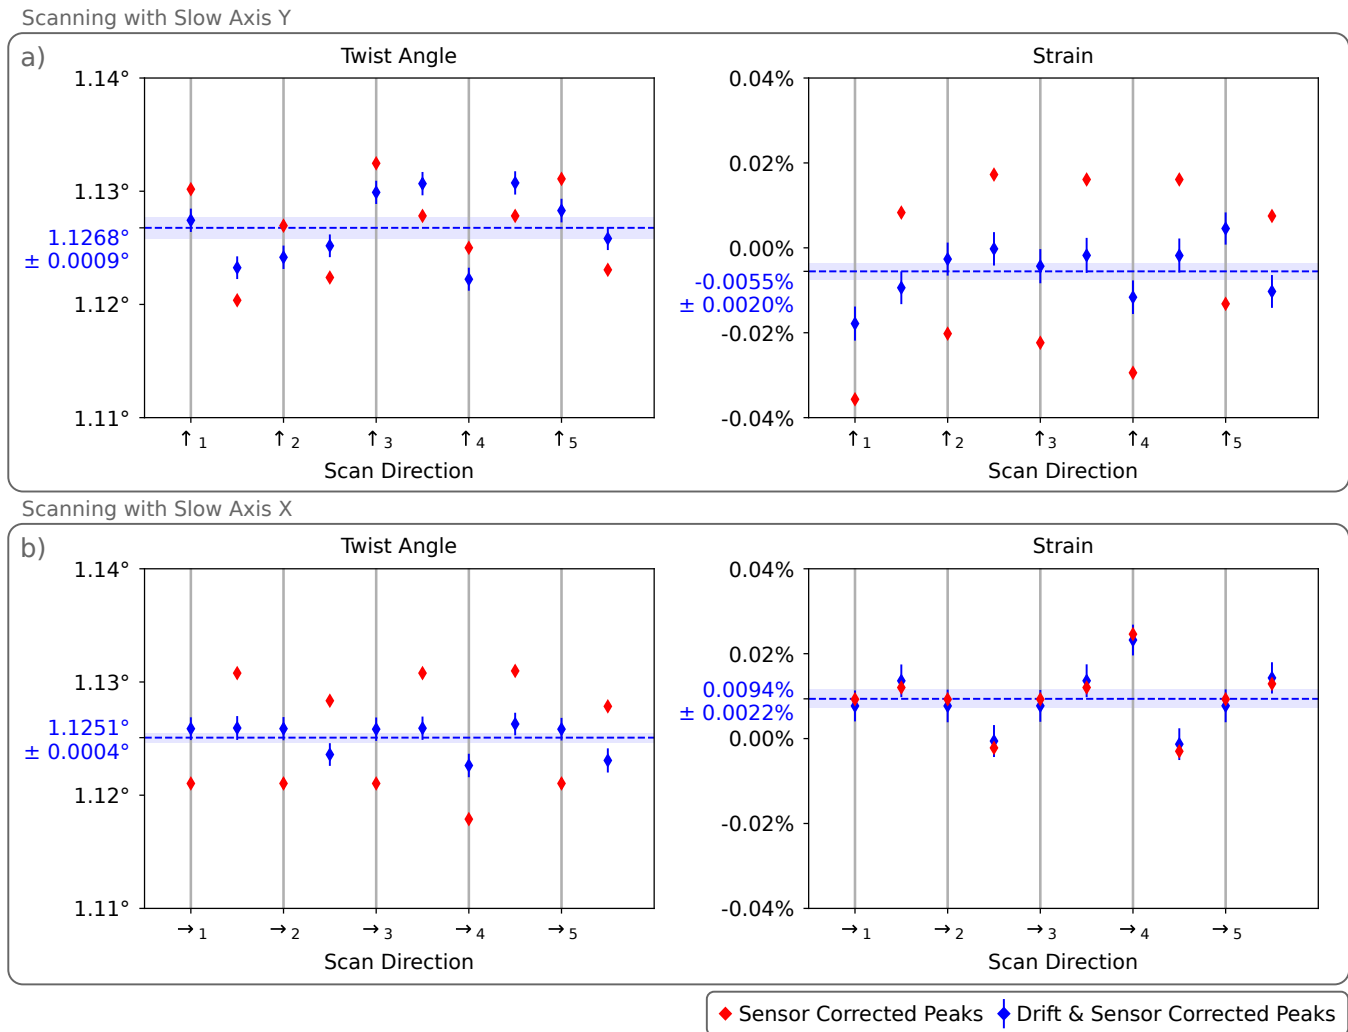 Scanning with Slow Axis Y
a)
Twist Angle
1.14°
1.13°
1.1268°
± 0.0009°
1.12°
1.11°
↑1 ↑2 ↑3 ↑4 ↑5
Scan Direction
Strain
0.04%
0.02%
0.00%
-0.0055%
± 0.0020%
-0.02%
-0.04%
↑1 ↑2 ↑3 ↑4 ↑5
Scan Direction
Scanning with Slow Axis X
b)
Twist Angle
1.14°
1.13°
1.1251°
± 0.0004°
1.12°
1.11°
→1 →2 →3 →4 →5
Scan Direction
Strain
0.04%
0.02%
0.0094%
± 0.0022%
0.00%
-0.02%
-0.04%
→1 →2 →3 →4 →5
Scan Direction
Sensor Corrected Peaks Drift & Sensor Corrected Peaks